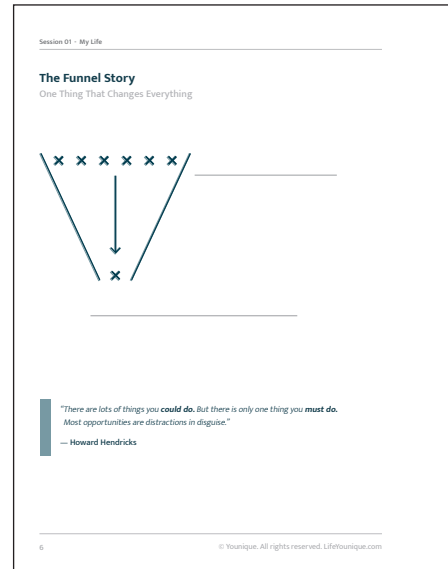 Session 01 - My Life
The Funnel Story
One Thing That Changes Everything
“There are lots of things you could do. But there is only one thing you must do.
Most opportunities are distractions in disguise.”
— Howard Hendricks
6 © Younique. All rights reserved. LifeYounique.com